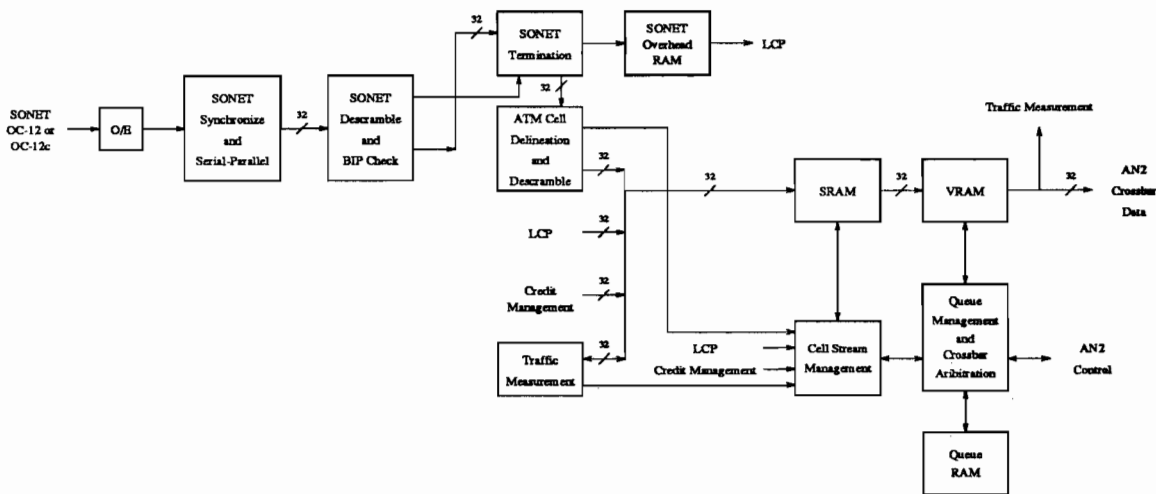 32
SONET
Termination
SONET
Overhead
RAM
LCP
SONET
OC-12 or
OC-12c
O/E
SONET
Synchronize
and
Serial-Parallel
32
SONET
Descramble
and
BIP Check
32
ATM Cell
Delineation
and
Descramble
32
32
SRAM
32
VRAM
Traffic Measurement
32
AN2
Crossbar
Data
LCP
32
Credit
Management
32
Traffic
Measurement
32
LCP
Credit Management
Cell Stream
Management
Queue
Management
and
Crossbar
Aribitration
AN2
Control
Queue
RAM